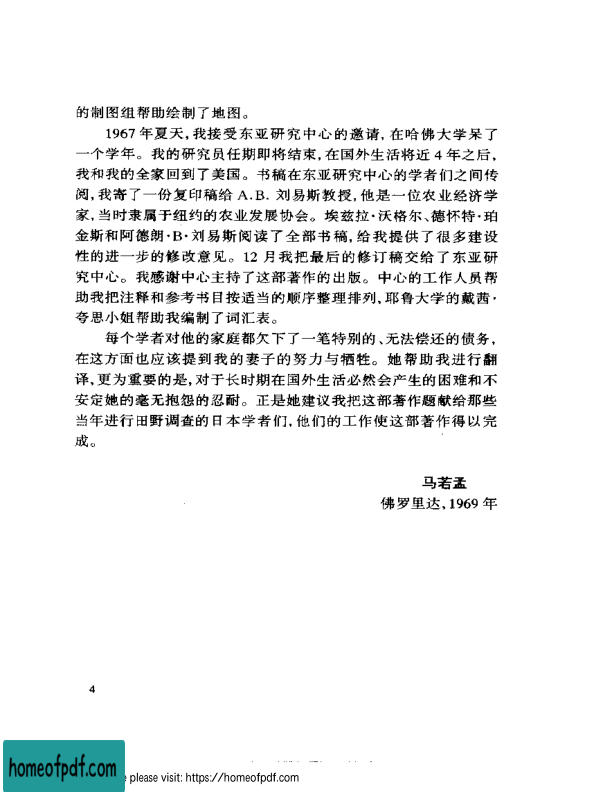 的制图组帮助绘制了地图。
1967年夏天,我接受东亚研究中心的邀请,在哈佛大学呆了
一个学年。我的研究员任期即将结束,在国外生活将近4年之后,
我和我的全家回到了美国。书稿在东亚研究中心的学者们之间传
阅,我寄了一份复印稿给A.B.刘易斯教授,他是一位农业经济学
家,当时隶属于纽约的农业发展协会。埃兹拉·沃格尔、德怀特·珀
金斯和阿德朗·B·刘易斯阅读了全部书稿,给我提供了很多建设
性的进一步的修改意见。12月我把最后的修订稿交给了东亚研
究中心。我感谢中心主持了这部著作的出版。中心的工作人员帮
助我把注释和参考书目按适当的顺序整理排列,耶鲁大学的戴茜·
夸思小姐帮助我编制了词汇表。
每个学者对他的家庭都欠下了一笔特别的、无法偿还的债务,
在这方面也应该提到我的妻子的努力与牺牲。她帮助我进行翻
译,更为重要的是,对于长时期在国外生活必然会产生的困难和不
安定她的毫无抱怨的忍耐。正是她建议我把这部著作题献给那些
当年进行田野调查的日本学者们,他们的工作使这部著作得以完
成。
马若孟
佛罗里达,1969年
4
homeofpdf.com
please visit: https://homeofpdf.com